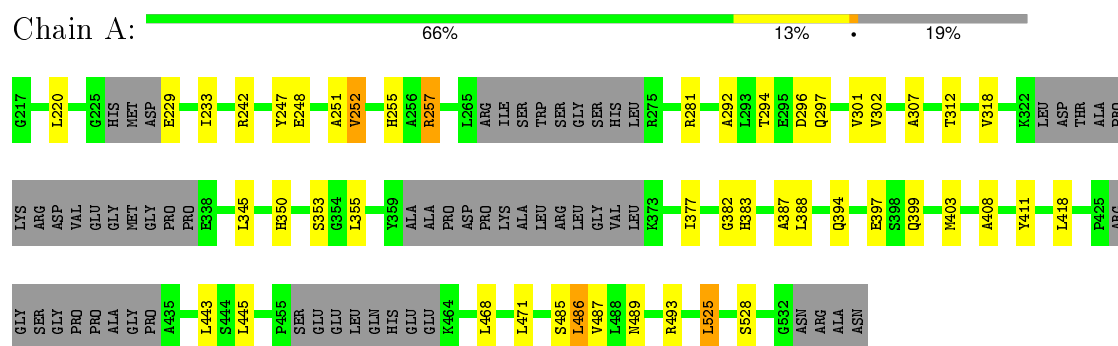 Chain A:
66% 13% • 19%
G217 L220 G225 HIS MET ASP E229 I233 R242 Y247 E248 A251 V252 H255 A256 R257 L265 ARG ILE SER TRP SER GLY SER HIS LEU R275 R281 A292 L293 T294 E295 D296 Q297 V301 V302 A307 T312 V318 K322 LEU ASP THR ALA PRO
LYS ARG ASP VAL GLU GLY MET GLY PRO PRO E338 L345 H350 S353 G354 L355 Y359 ALA ALA PRO ASP PRO LYS ALA LEU ARG LEU GLY VAL LEU K373 I377 G382 H383 A387 L388 Q394 E397 S398 Q399 M403 A408 Y411 L418 P425 ARG
GLY SER GLY PRO PRO ALA GLY PRO A435 L443 S444 L445 P455 SER GLU GLU LEU GLN HIS GLU GLU K464 L468 L471 S485 L486 V487 L488 N489 R493 L525 S528 G532 ASN ARG ALA ASN